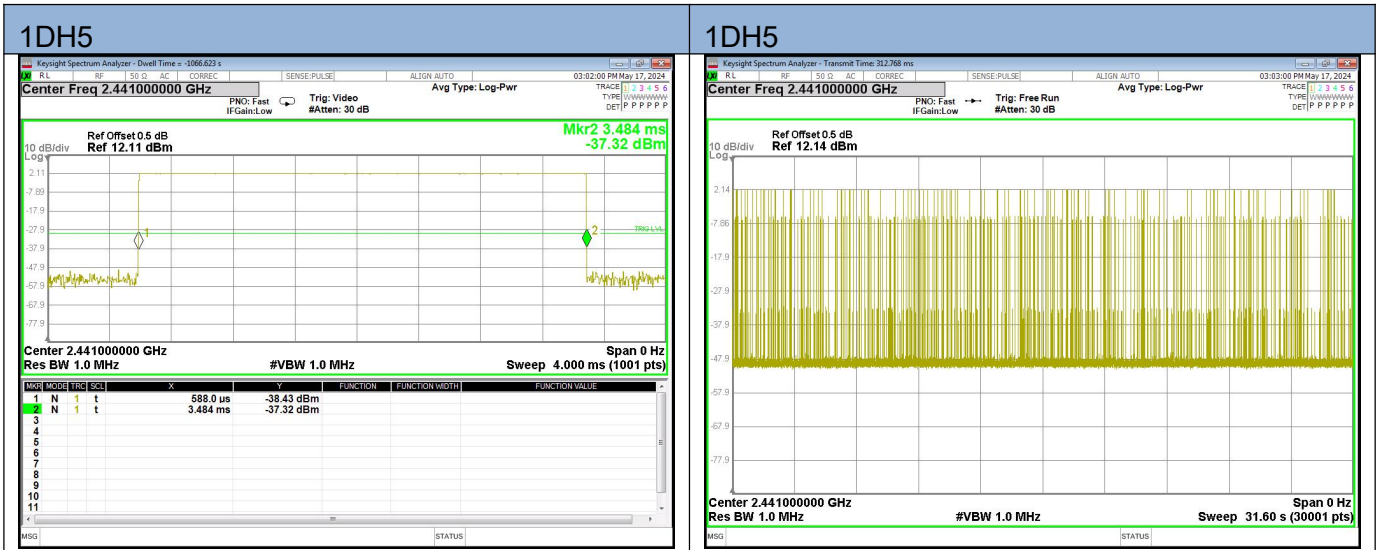 1DH5
Keysight Spectrum Analyzer - Dwell Time = -1066.623 s
RL RF 50 Ω AC CORREC SENSE:PULSE ALIGN AUTO 03:02:00 PM May 17, 2024
Center Freq 2.441000000 GHz
PNO: Fast
IFGain:Low
Trig: Video
#Atten: 30 dB
Avg Type: Log-Pwr
TRACE 1 2 3 4 5 6
TYPE
DET P P P P P P
Mkr2 3.484 ms
-37.32 dBm
Ref Offset 0.5 dB
10 dB/div Ref 12.11 dBm
Log
2.11
-7.89
-17.9
-27.9
-37.9
-47.9
-57.9
-67.9
-77.9
1
2
TRIG LVL
Center 2.441000000 GHz Span 0 Hz
Res BW 1.0 MHz #VBW 1.0 MHz Sweep 4.000 ms (1001 pts)
MKR MODE TRC SCL X Y FUNCTION FUNCTION WIDTH FUNCTION VALUE
1 N 1 t 588.0 µs -38.43 dBm
2 N 1 t 3.484 ms -37.32 dBm
3
4
5
6
7
8
9
10
11
MSG STATUS
1DH5
Keysight Spectrum Analyzer - Transmit Time: 312.768 ms
RL RF 50 Ω AC CORREC SENSE:PULSE ALIGN AUTO 03:03:00 PM May 17, 2024
Center Freq 2.441000000 GHz
PNO: Fast
IFGain:Low
Trig: Free Run
#Atten: 30 dB
Avg Type: Log-Pwr
TRACE 1 2 3 4 5 6
TYPE
DET P P P P P P
Ref Offset 0.5 dB
10 dB/div Ref 12.14 dBm
Log
2.14
-7.86
-17.9
-27.9
-37.9
-47.9
-57.9
-67.9
-77.9
Center 2.441000000 GHz Span 0 Hz
Res BW 1.0 MHz #VBW 1.0 MHz Sweep 31.60 s (30001 pts)
MSG STATUS